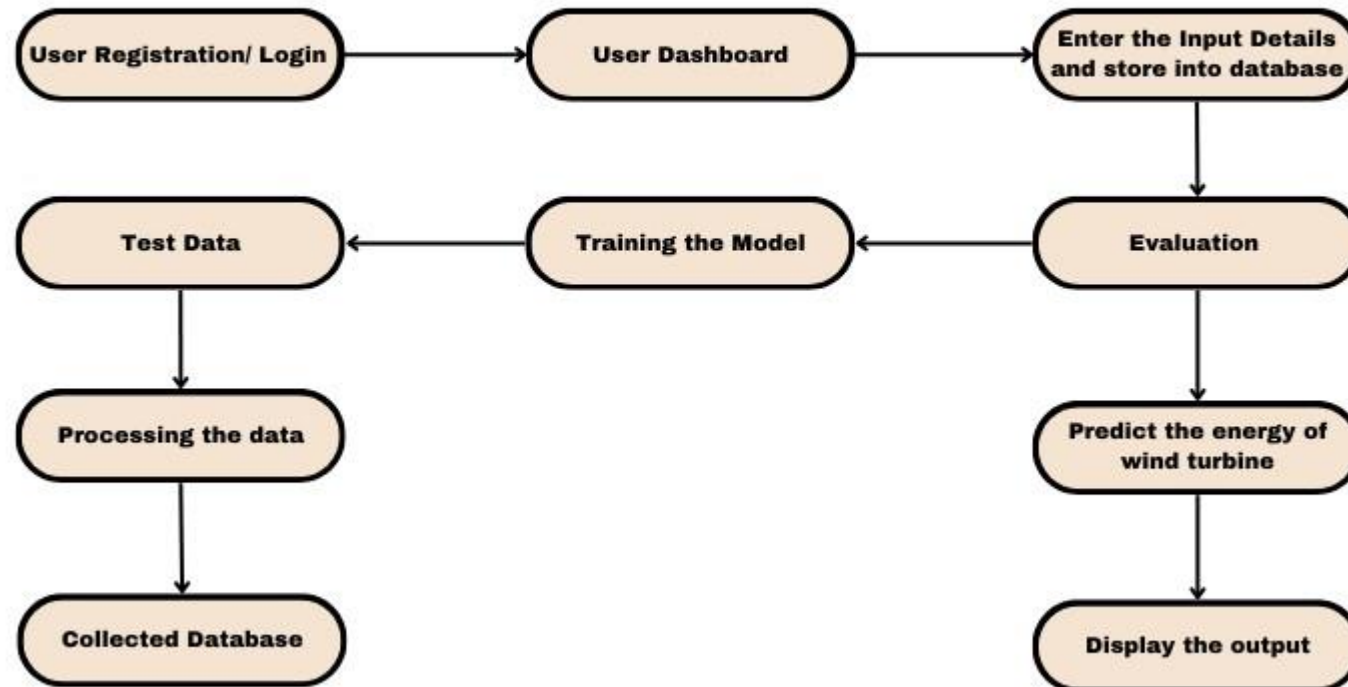 User Registration/ Login
User Dashboard
Enter the Input Details
and store into database
Test Data
Training the Model
Evaluation
Processing the data
Predict the energy of
wind turbine
Collected Database
Display the output